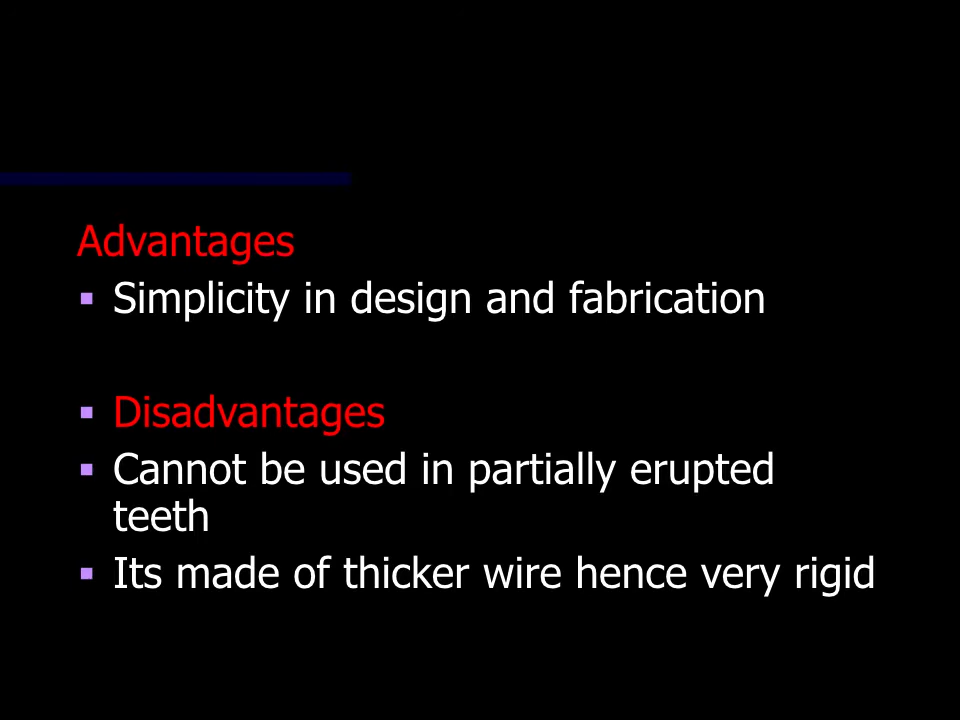 Advantages
▪ Simplicity in design and fabrication
▪ Disadvantages
▪ Cannot be used in partially erupted
teeth
▪ Its made of thicker wire hence very rigid